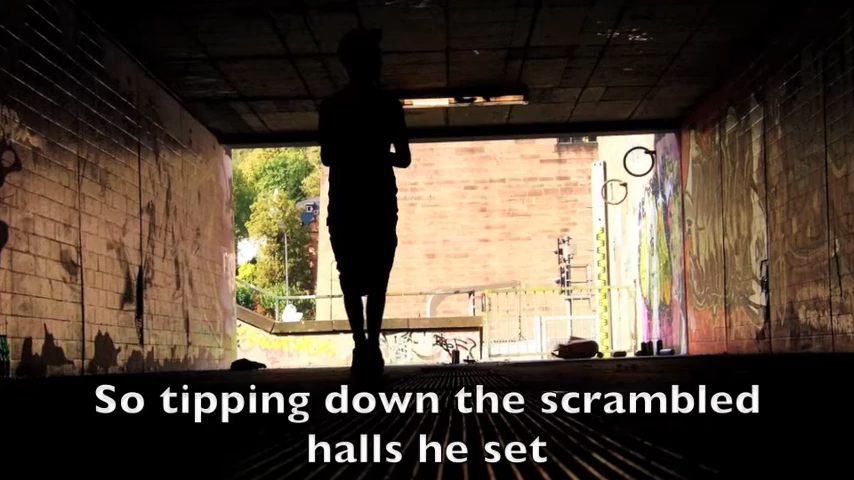 So tipping down the scrambled
halls he set